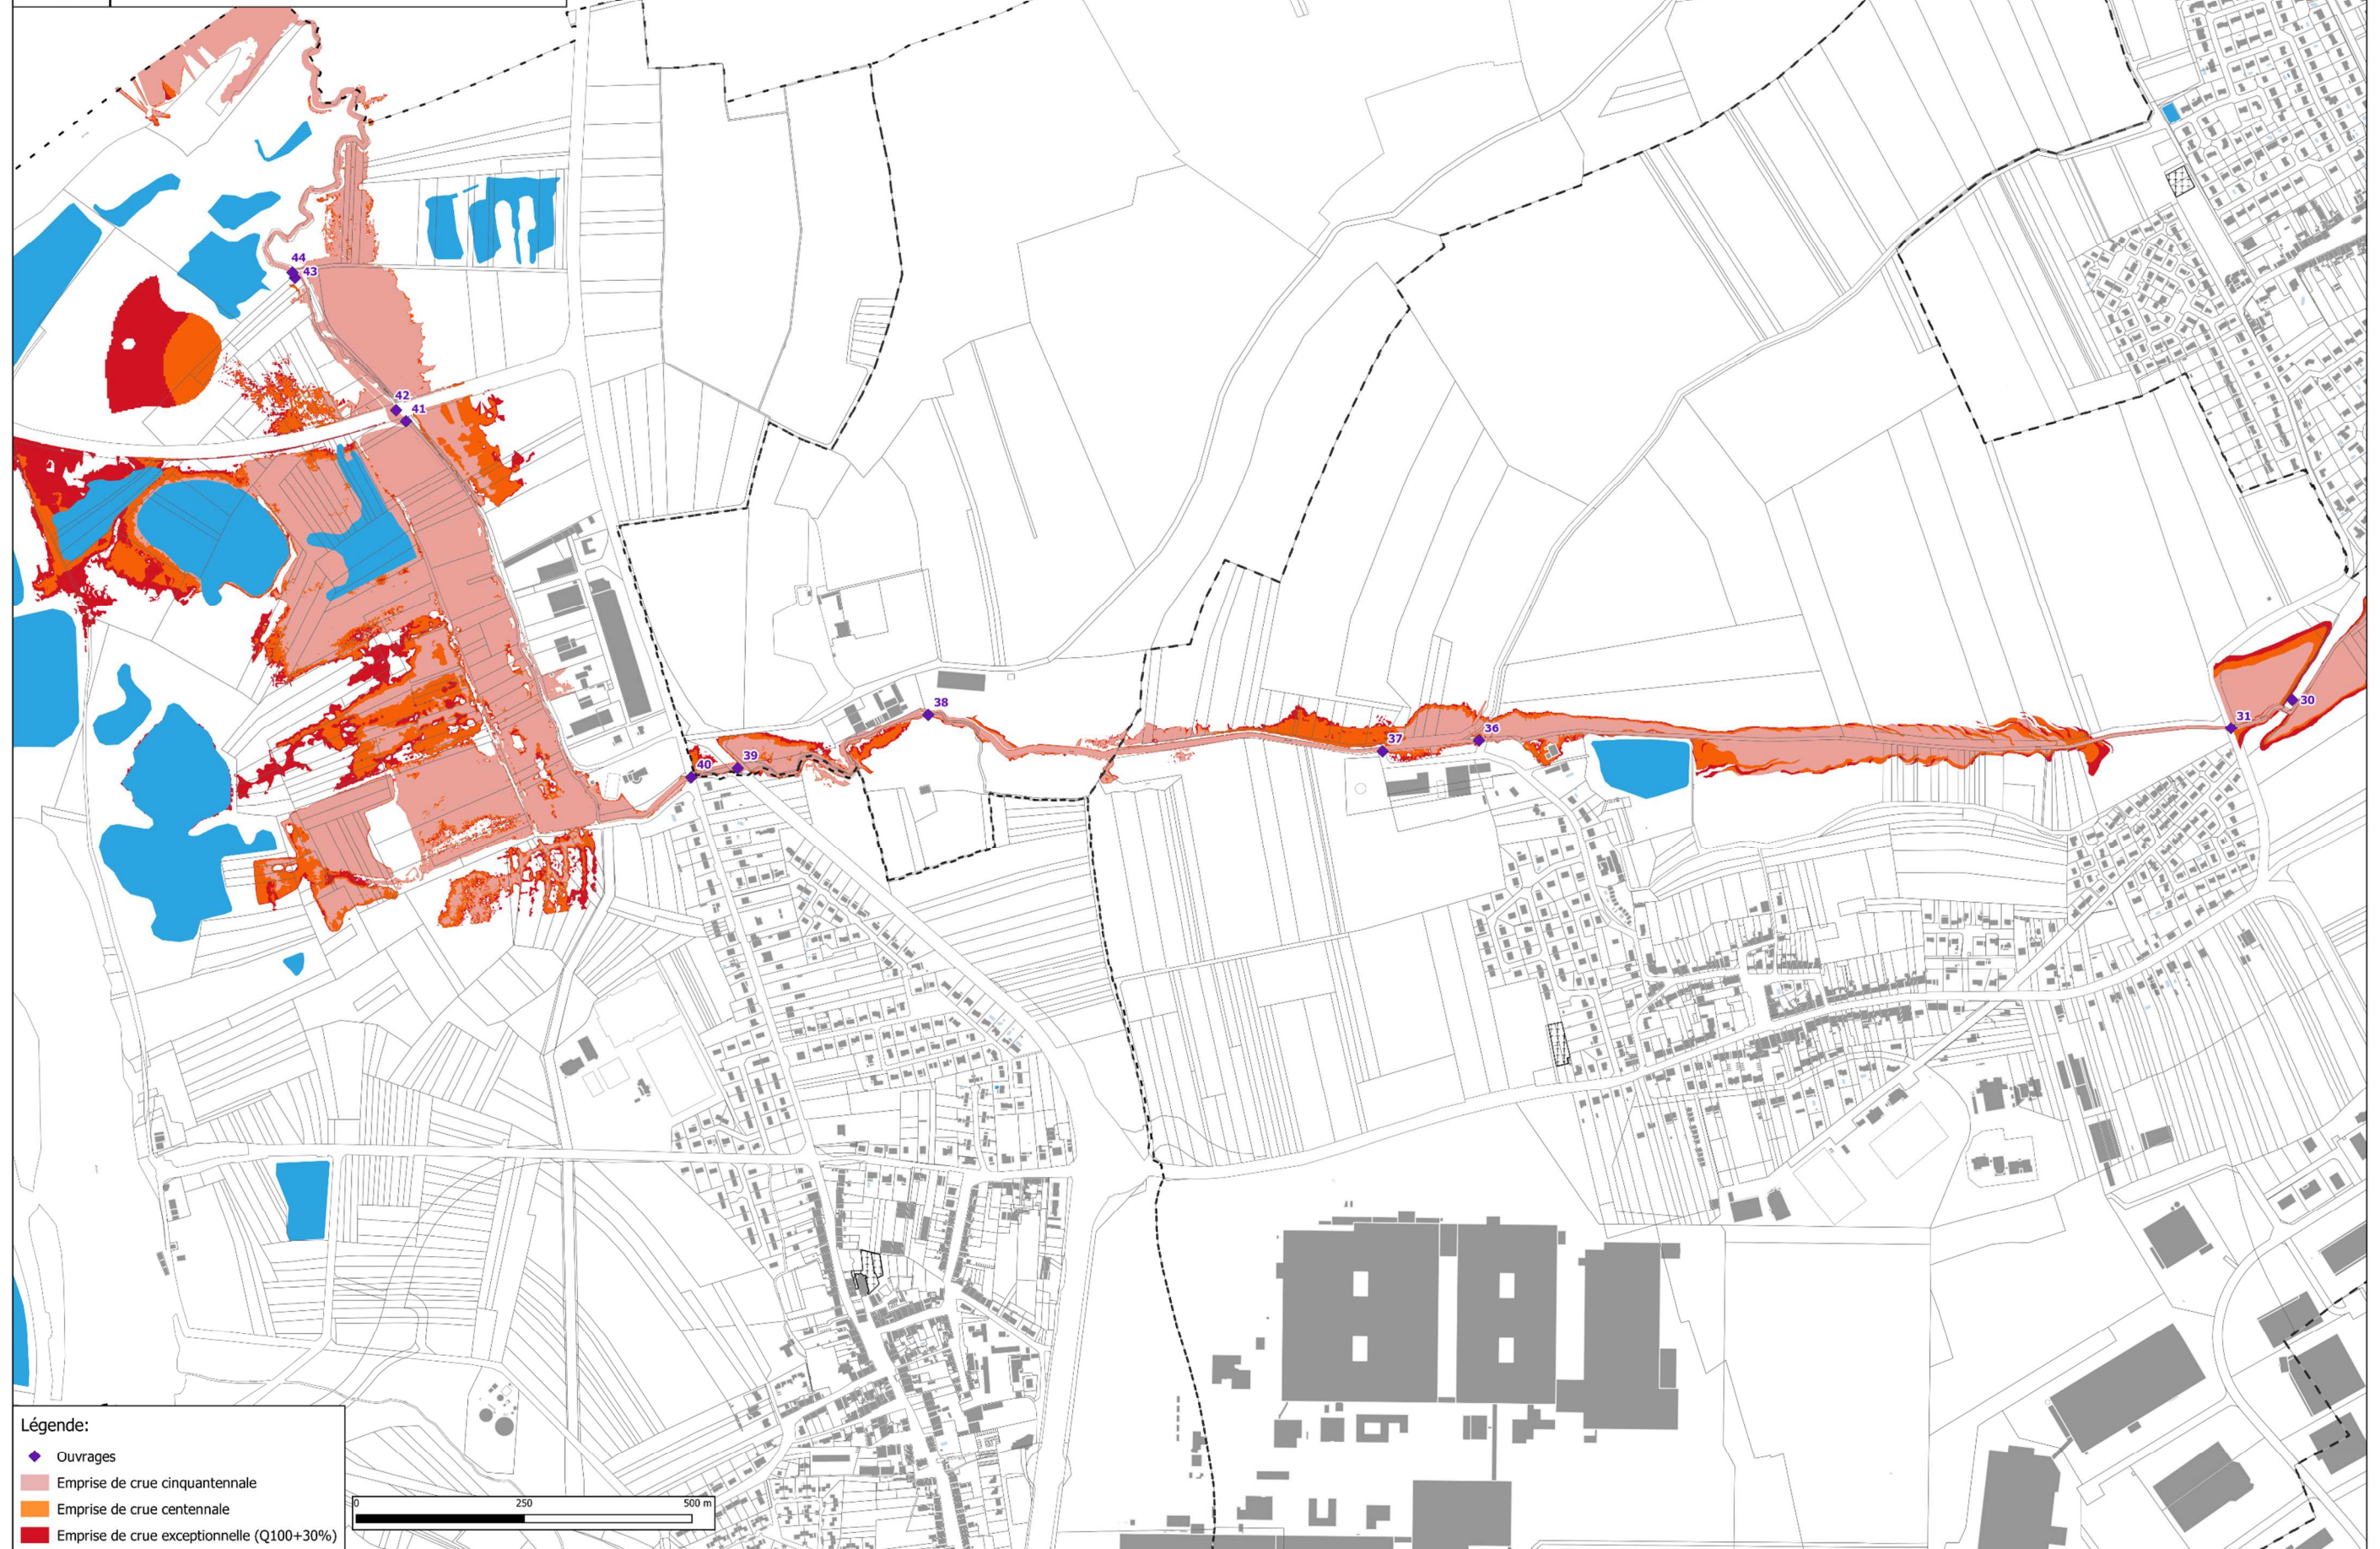 44
43
42
41
38
30
31
36
37
39
40
Légende:
Ouvrages
Emprise de crue cinquantennale
Emprise de crue centennale
Emprise de crue exceptionnelle (Q100+30%)
0 250 500 m